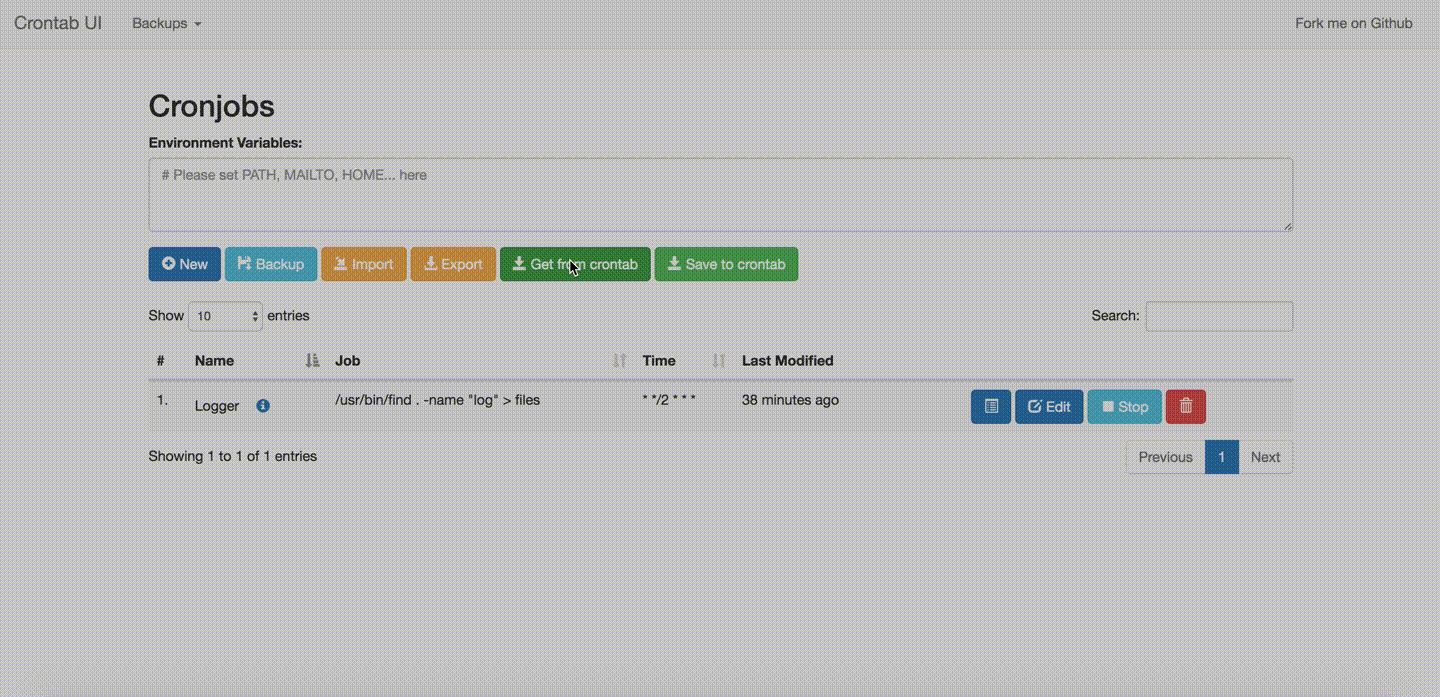 Crontab UI Backups Fork me on Github
Cronjobs
Environment Variables:
# Please set PATH, MAILTO, HOME... here
New Backup Import Export Get from crontab Save to crontab
Show 10 entries Search:
# Name Job Time Last Modified
1. Logger /usr/bin/find . -name "log" > files * */2 * * * 38 minutes ago Edit Stop
Showing 1 to 1 of 1 entries Previous 1 Next